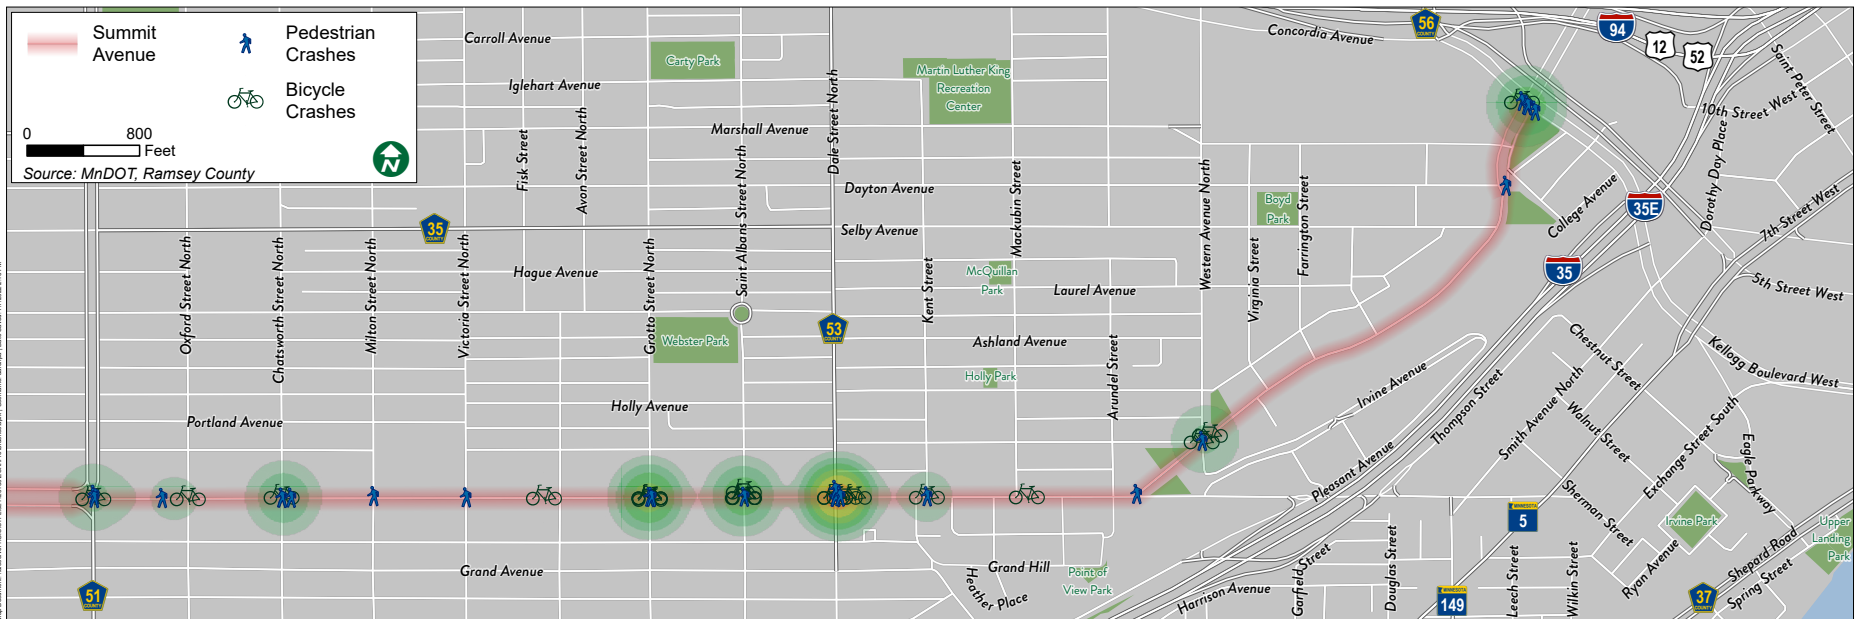 Summit
Avenue
Pedestrian
Crashes
Bicycle
Crashes
0 800
Feet
N
Source: MnDOT, Ramsey County
Carroll Avenue
Carty Park
Iglehart Avenue
Martin Luther King
Recreation
Center
Marshall Avenue
Concordia Avenue
56
COUNTY
94
12
52
Saint Peter Street
10th Street West
Dorothy Day Place
7th Street West
5th Street West
Fisk Street
Avon Street North
Saint Albans Street North
Dale Street North
Dayton Avenue
Mackubin Street
Selby Avenue
35
COUNTY
Western Avenue North
Boyd
Park
Farrington Street
Virginia Street
College Avenue
35E
35
Oxford Street North
Chatsworth Street North
Milton Street North
Victoria Street North
Hague Avenue
Grotto Street North
Webster Park
53
COUNTY
Kent Street
McQuillan
Park
Laurel Avenue
Ashland Avenue
Holly Park
Arundel Street
Holly Avenue
Portland Avenue
Irvine Avenue
Thompson Street
Pleasant Avenue
Chestnut Street
Kellogg Boulevard West
Smith Avenue North
Walnut Street
Exchange Street South
Eagle Parkway
Sherman Street
Irvine Park
Upper
Landing
Park
Grand Avenue
51
COUNTY
Grand Hill
Heather Place
Point of
View Park
Harrison Avenue
Garfield Street
Douglas Street
MINNESOTA
5
MINNESOTA
149
Leech Street
Wilkin Street
Ryan Avenue
Shepard Road
Spring Street
37
COUNTY